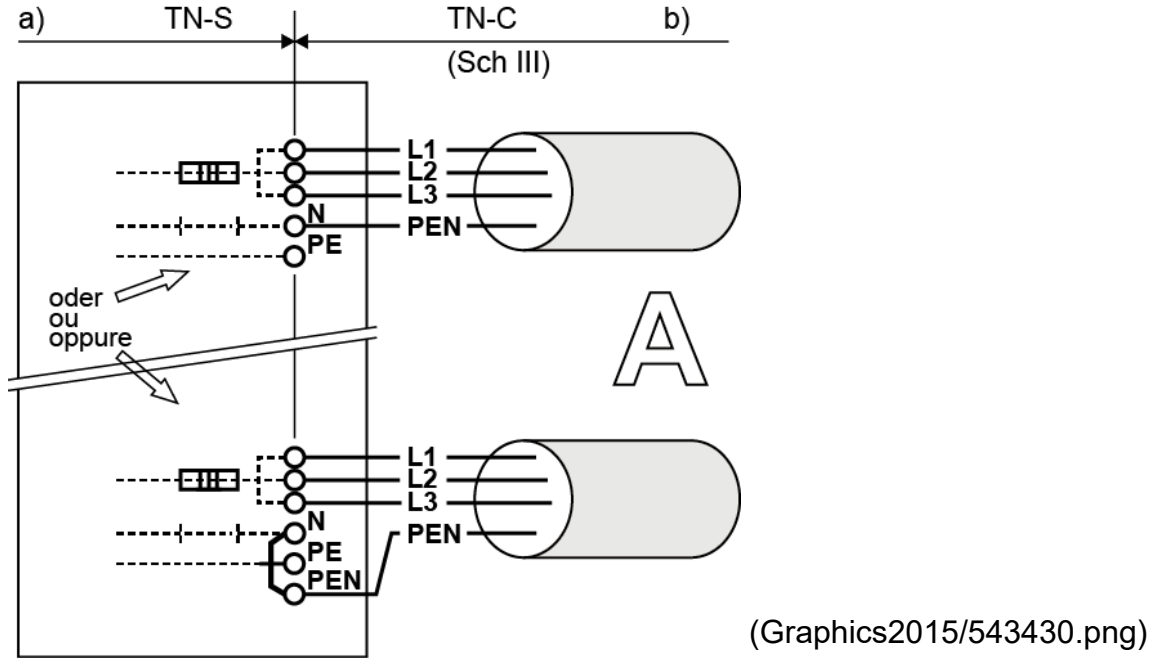 a) TN-S TN-C b)
(Sch III)
L1
L2
L3
N
PEN
PE
oder
ou
oppure
A
L1
L2
L3
N
PEN
PE
PEN
(Graphics2015/543430.png)